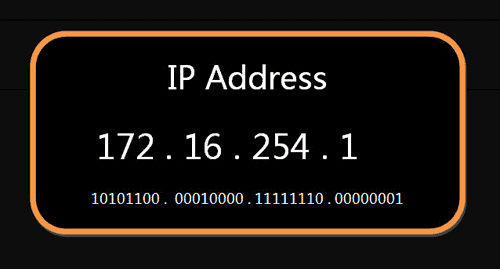 IP Address
172 . 16 . 254 . 1
10101100 . 00010000 . 11111110 . 00000001